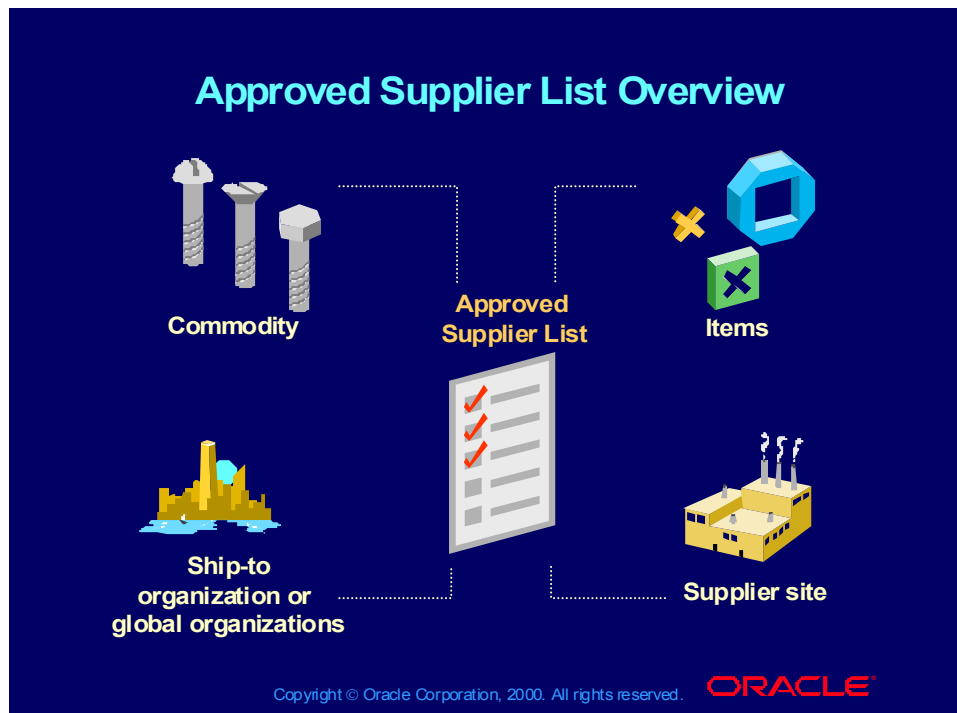 Approved Supplier List Overview
Commodity
Approved
Supplier List
Items
Ship-to
organization or
global organizations
Supplier site
Copyright © Oracle Corporation, 2000. All rights reserved.
ORACLE®